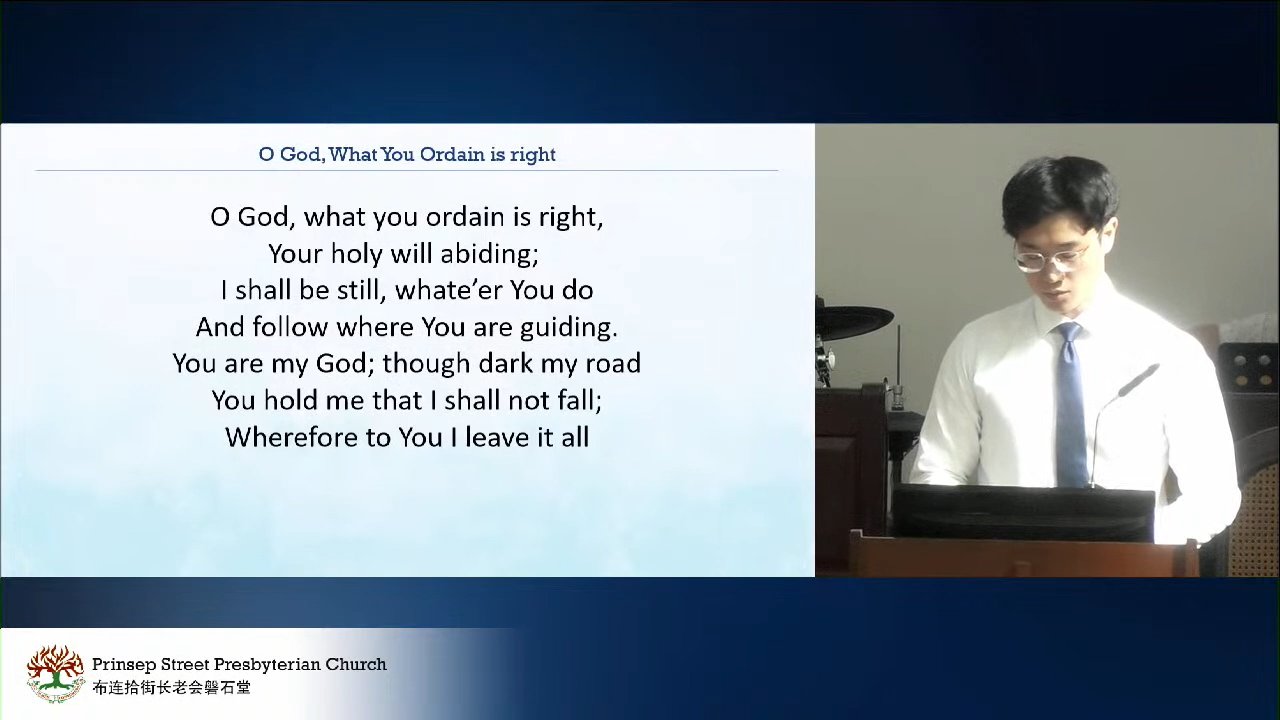 O God, What You Ordain is right
O God, what you ordain is right,
Your holy will abiding;
I shall be still, whate’er You do
And follow where You are guiding.
You are my God; though dark my road
You hold me that I shall not fall;
Wherefore to You I leave it all
Prinsep Street Presbyterian Church
布连拾街长老会磐石堂